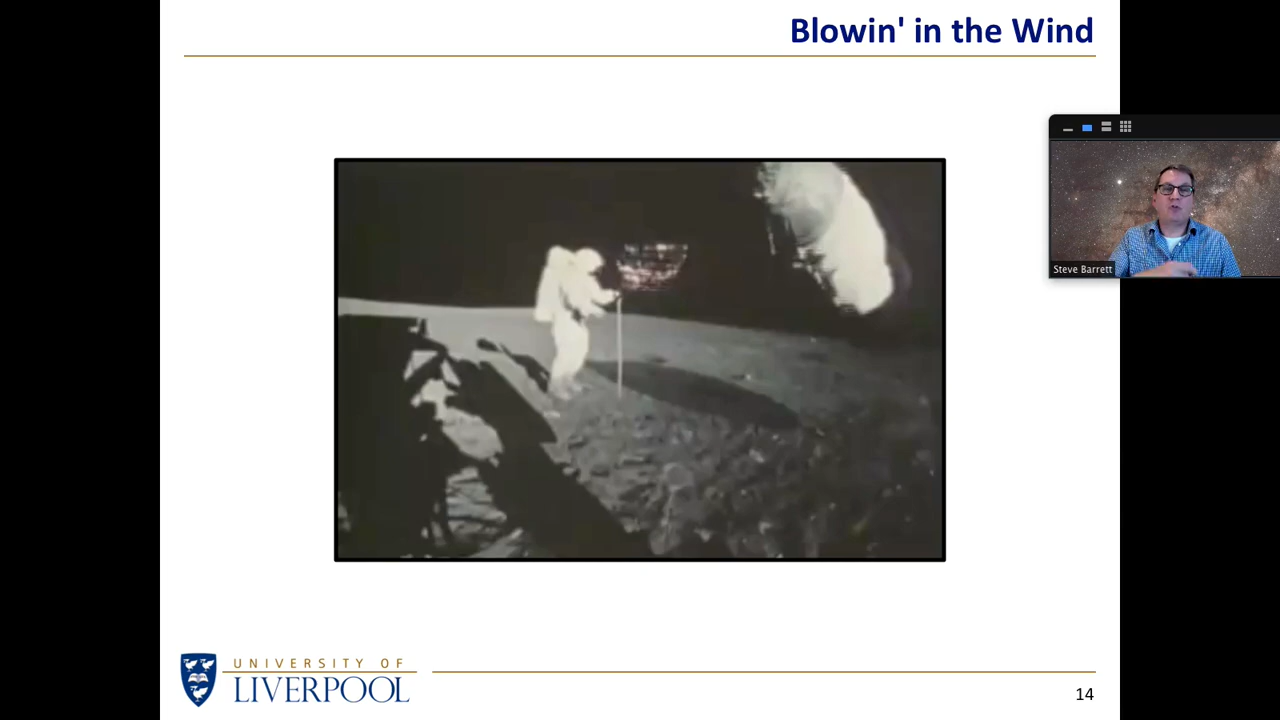 Blowin' in the Wind
Steve Barrett
UNIVERSITY OF
LIVERPOOL
14